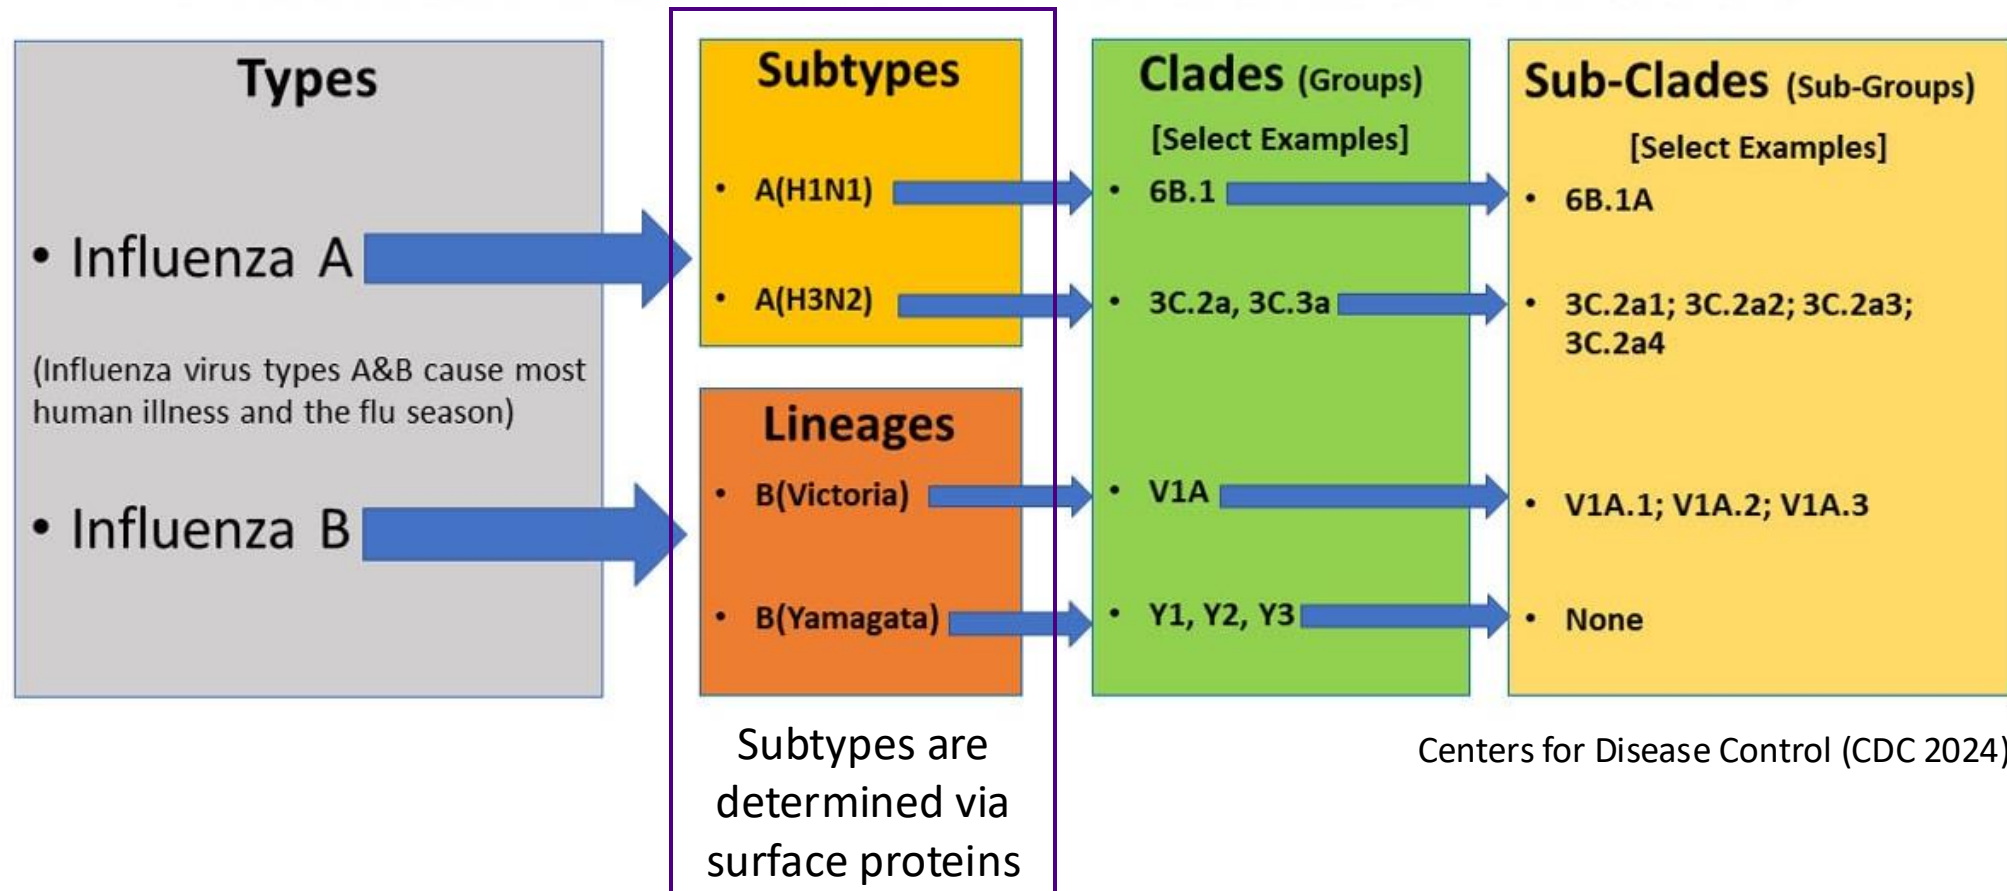 Types
• Influenza A
(Influenza virus types A&B cause most
human illness and the flu season)
• Influenza B
Subtypes
• A(H1N1)
• A(H3N2)
Lineages
• B(Victoria)
• B(Yamagata)
Subtypes are
determined via
surface proteins
Clades (Groups)
[Select Examples]
• 6B.1
• 3C.2a, 3C.3a
• V1A
• Y1, Y2, Y3
Sub-Clades (Sub-Groups)
[Select Examples]
• 6B.1A
• 3C.2a1; 3C.2a2; 3C.2a3;
3C.2a4
• V1A.1; V1A.2; V1A.3
• None
Centers for Disease Control (CDC 2024)